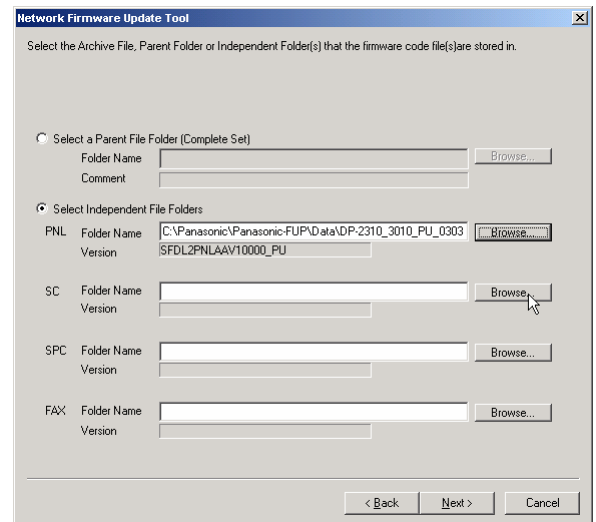 Network Firmware Update Tool
Select the Archive File, Parent Folder or Independent Folder(s) that the firmware code file(s)are stored in.
Select a Parent File Folder (Complete Set)
Folder Name Browse...
Comment
Select Independent File Folders
PNL Folder Name C:\Panasonic\Panasonic-FUP\Data\DP-2310_3010_PU_0303 Browse...
Version SFDL2PNLAAV10000_PU
SC Folder Name Browse...
Version
SPC Folder Name Browse...
Version
FAX Folder Name Browse...
Version
< Back Next > Cancel